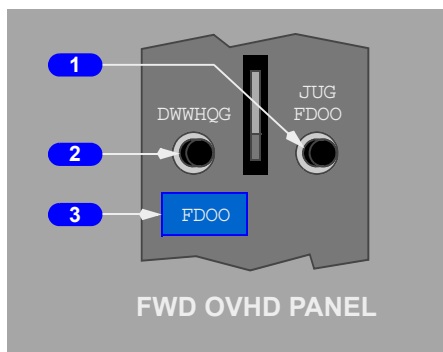 1
JUG
DWWHQG FDOO
2
3
FDOO
FWD OVHD PANEL